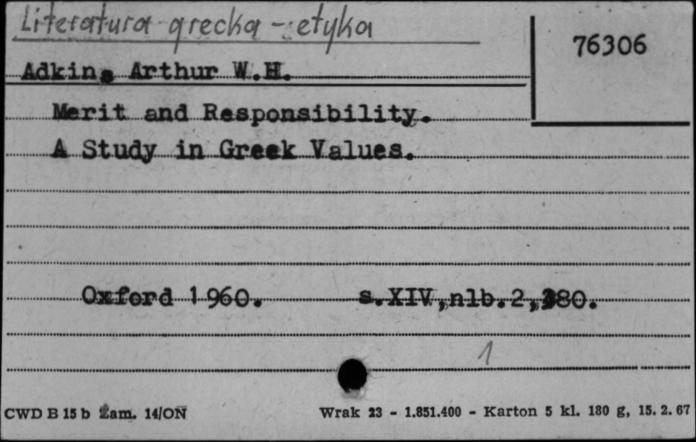 Literatura grecka - etyka
76306
Adkins Arthur W.H.
Merit and Responsibility.
A Study in Greek Values.
Oxford 1960. s.XIV,nlb.2,380.
1
CWD B 15 b Zam. 14/ON Wrak 23 - 1.851.400 - Karton 5 kl. 180 g, 15. 2. 67